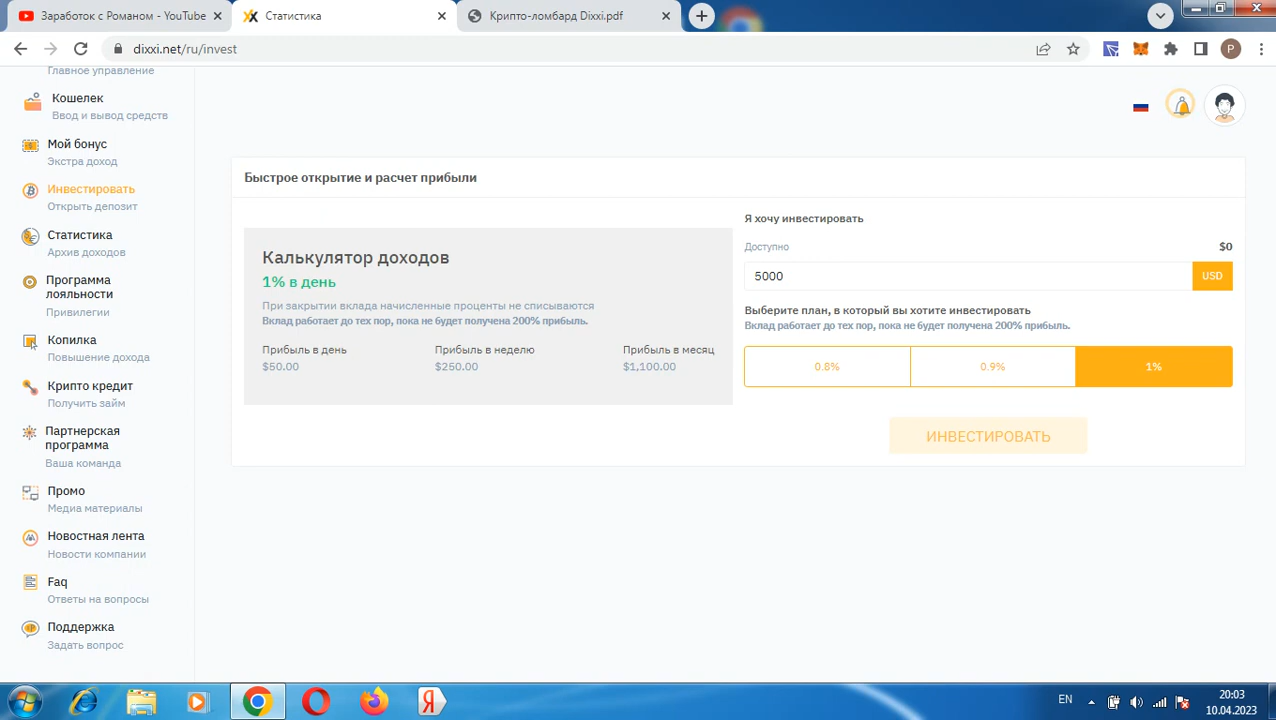 Заработок с Романом - YouTube
Статистика
Крипто-ломбард Dixxi.pdf
dixxi.net/ru/invest
P
Главное управление
Кошелек
Ввод и вывод средств
Мой бонус
Экстра доход
Инвестировать
Открыть депозит
Статистика
Архив доходов
Программа
лояльности
Привилегии
Копилка
Повышение дохода
Крипто кредит
Получить займ
Партнерская
программа
Ваша команда
Промо
Медиа материалы
Новостная лента
Новости компании
Faq
Ответы на вопросы
Поддержка
Задать вопрос
Быстрое открытие и расчет прибыли
Калькулятор доходов
1% в день
При закрытии вклада начисленные проценты не списываются
Вклад работает до тех пор, пока не будет получена 200% прибыль.
Прибыль в день Прибыль в неделю Прибыль в месяц
$50.00 $250.00 $1,100.00
Я хочу инвестировать
Доступно $0
5000 USD
Выберите план, в который вы хотите инвестировать
Вклад работает до тех пор, пока не будет получена 200% прибыль.
0.8% 0.9% 1%
ИНВЕСТИРОВАТЬ
EN
20:03
10.04.2023